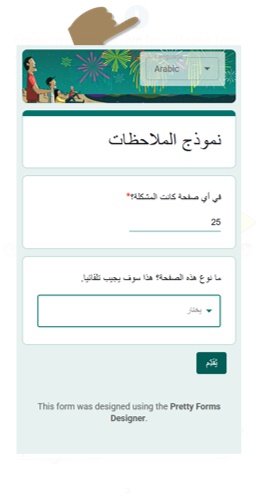 Arabic
نموذج الملاحظات
في أي صفحة كانت المشكلة؟*
25
ما نوع هذه الصفحة؟ هذا سوف يجيب تلقائيا.
يختار
يُقدِّم
This form was designed using the Pretty Forms
Designer.